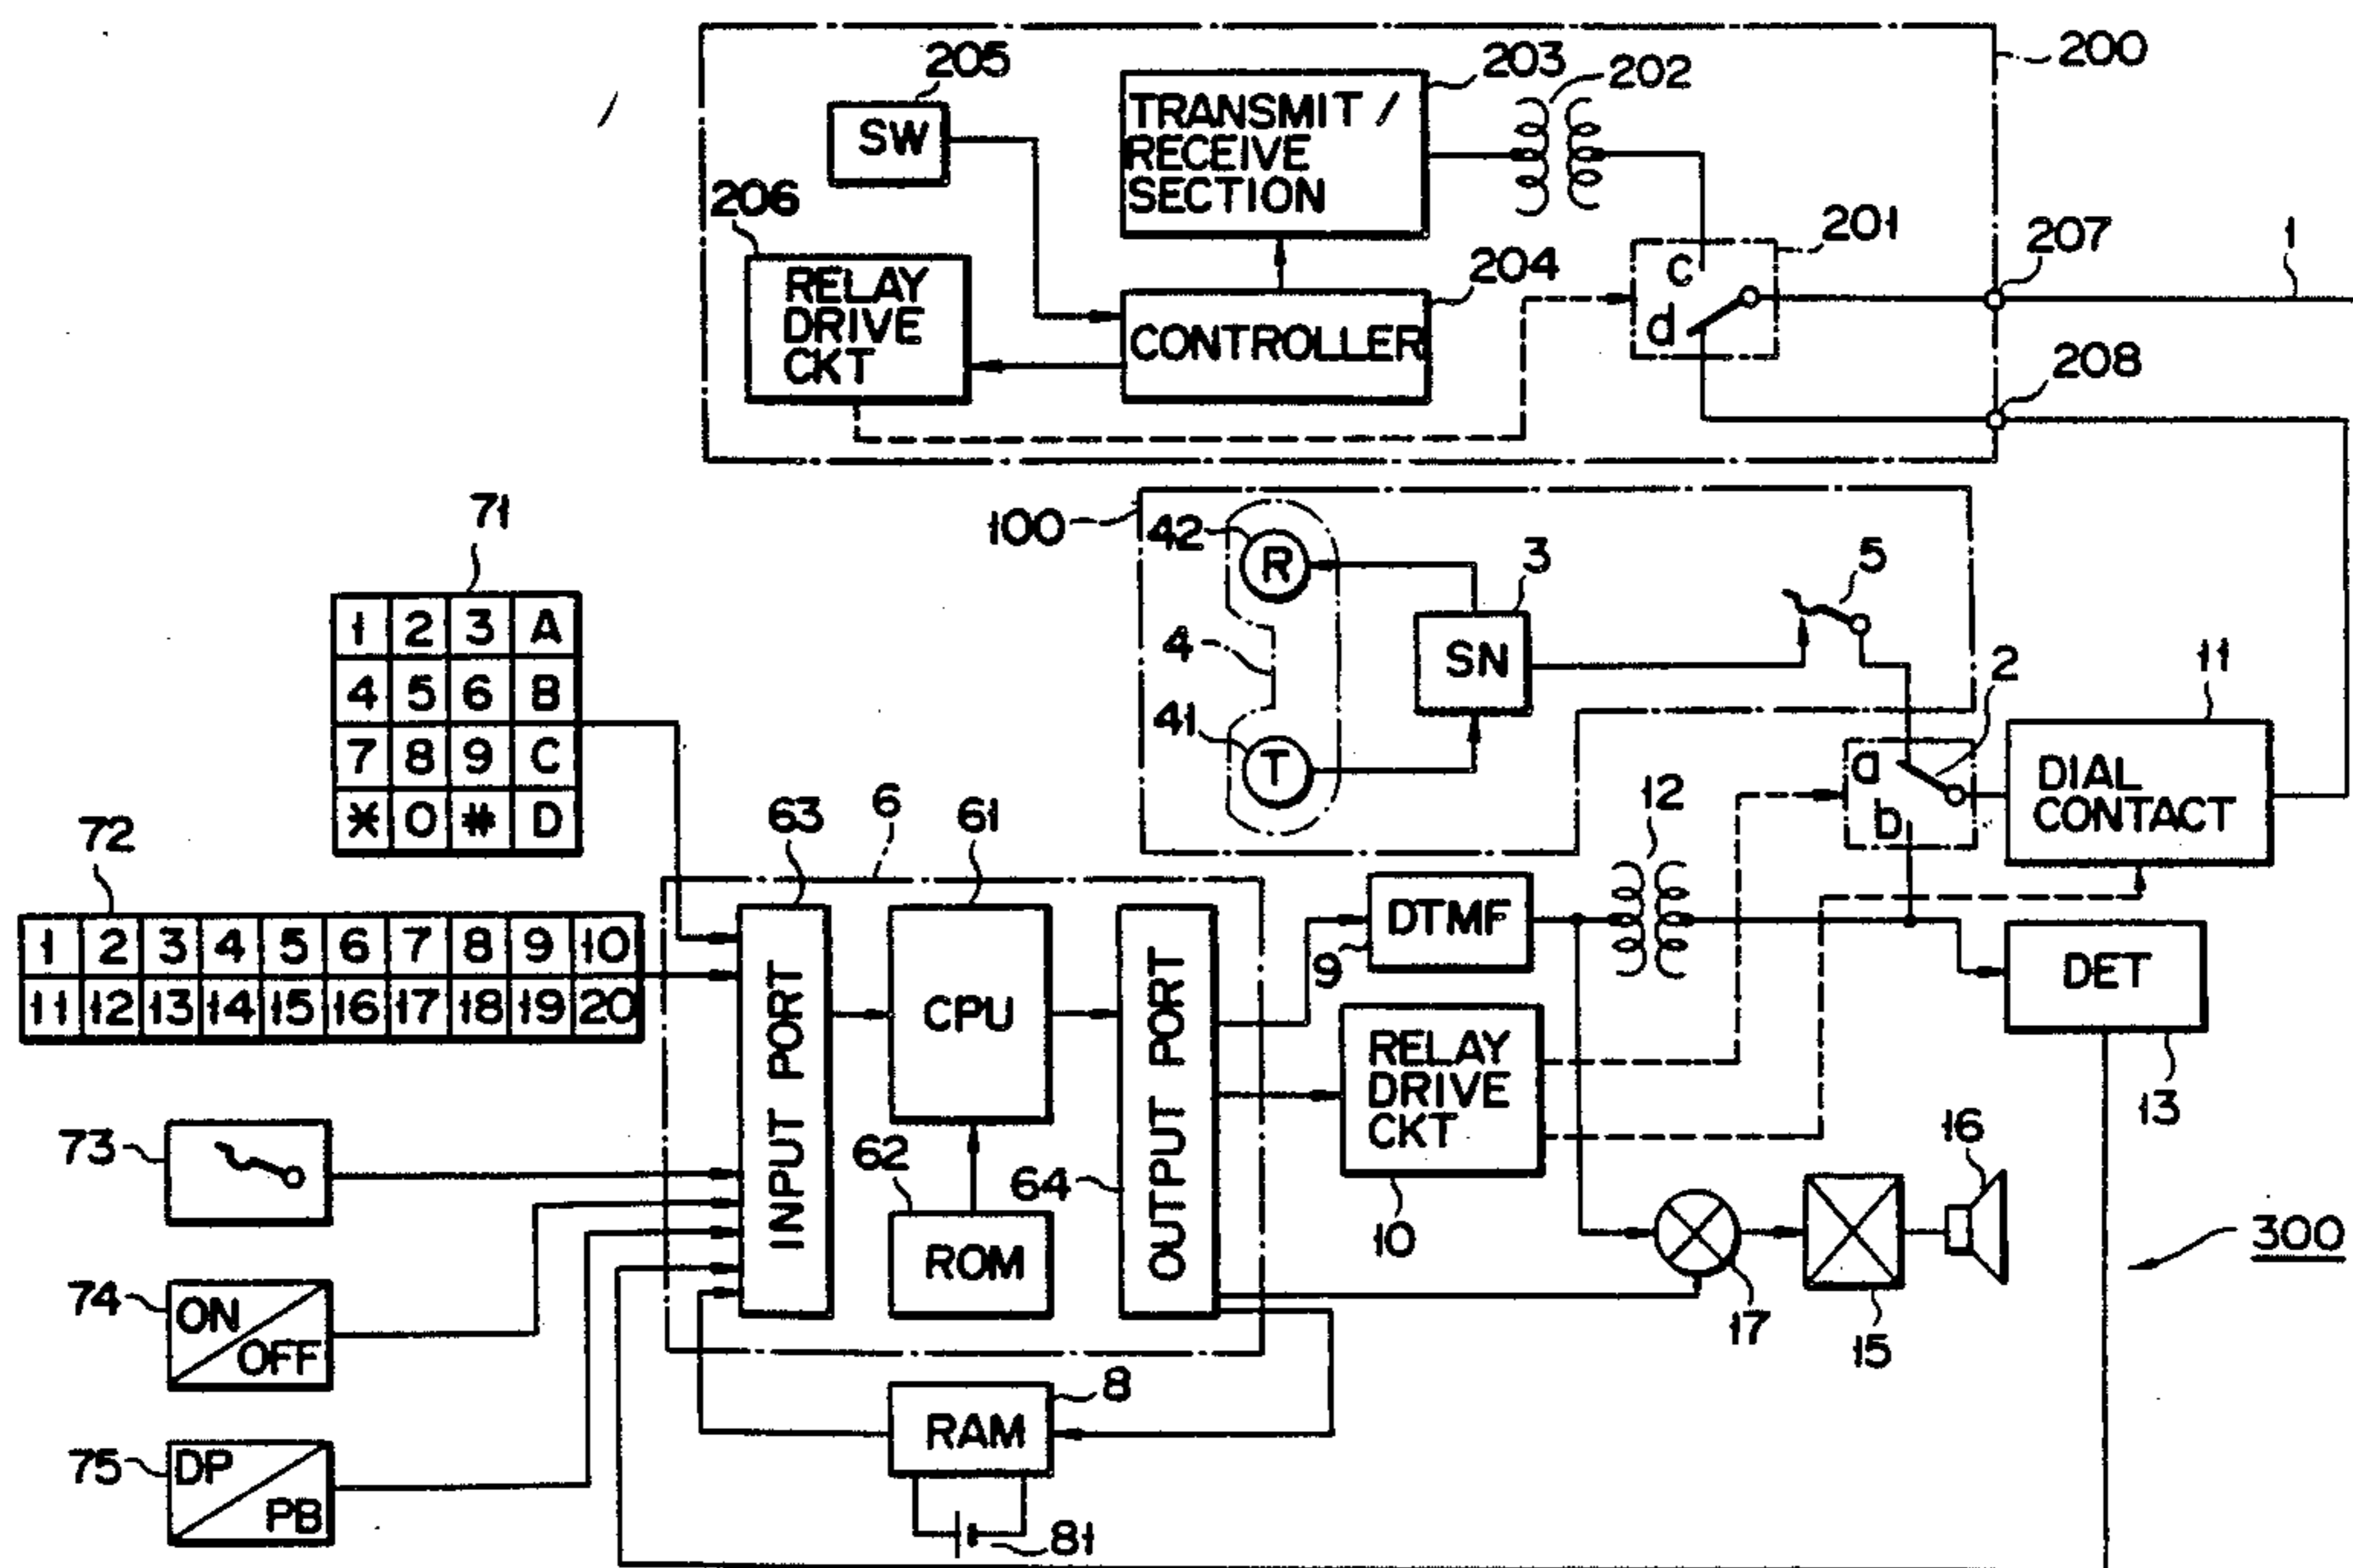 200
205
203
202
SW
TRANSMIT /
RECEIVE
SECTION
206
201
207
1
RELAY
DRIVE
CKT
204
CONTROLLER
c
d
208
71
100
42
R
3
5
1 2 3 A
4 5 6 B
7 8 9 C
* 0 # D
4
SN
2
11
41
T
a
b
DIAL
CONTACT
72
63
6
61
12
1 2 3 4 5 6 7 8 9 10
11 12 13 14 15 16 17 18 19 20
INPUT PORT
CPU
OUTPUT PORT
DTMF
9
DET
13
RELAY
DRIVE
CKT
10
73
62
64
ROM
16
300
74
ON
OFF
17
15
8
RAM
75
DP
PB
81